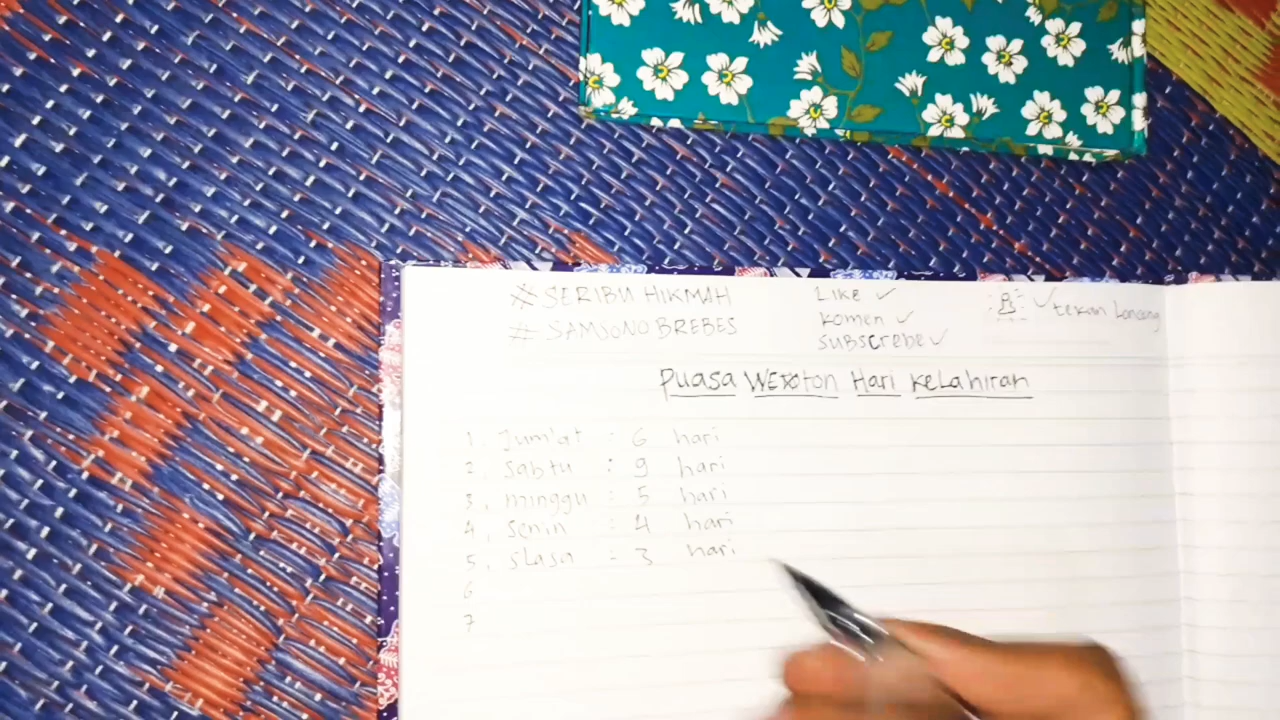 # SERIBU HIKMAH
# SAMSONO BREBES
Like ✓
Komen ✓
subscrebe ✓
✓ tekan Lonceng
Puasa WETOTON Hari KeLahiran
1. Jum'at : 6 hari
2. Sabtu : 9 hari
3. minggu : 5 hari
4. Senin : 4 hari
5. SLasa : 3 hari
6
7